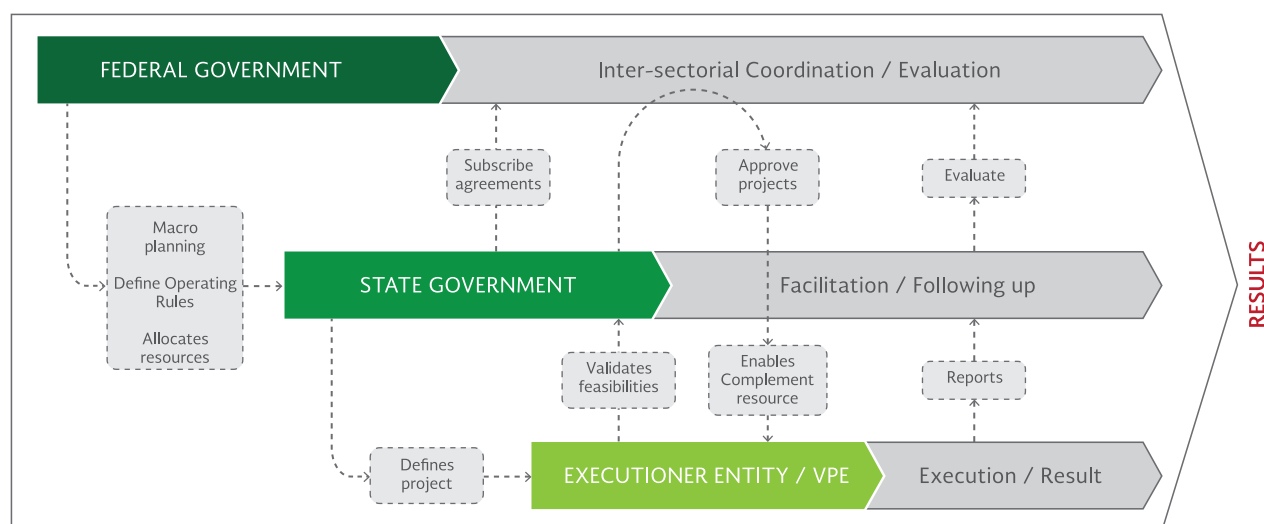 FEDERAL GOVERNMENT
Inter-sectorial Coordination / Evaluation
Subscribe
agreements
Approve
projects
Evaluate
Macro
planning
Define Operating
Rules
Allocates
resources
STATE GOVERNMENT
Facilitation / Following up
RESULTS
Validates
feasibilities
Enables
Complement
resource
Reports
Defines
project
EXECUTIONER ENTITY / VPE
Execution / Result